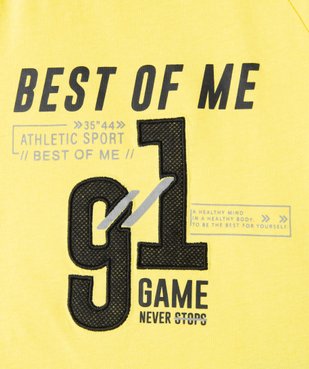 BEST OF ME
»35"44»
ATHLETIC SPORT
// BEST OF ME //
91
A HEALTHY MIND
IN A HEALTHY BODY,
TO BE THE BEST FOR YOURSELF
» »
GAME
NEVER STOPS